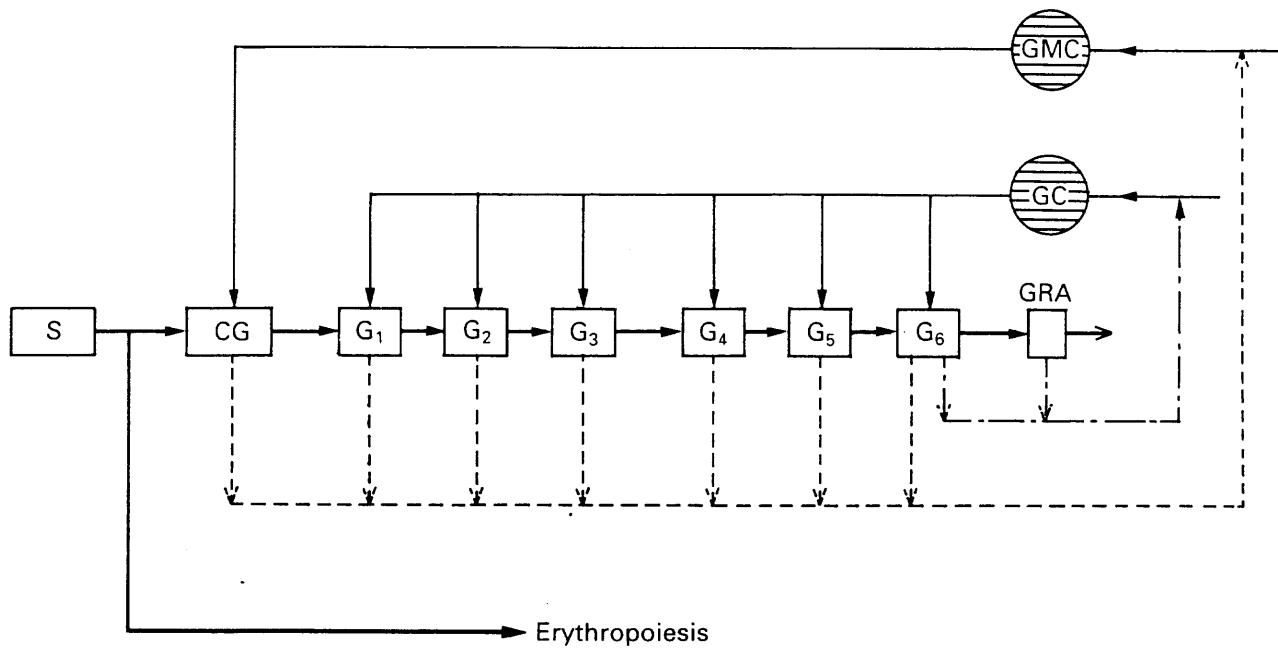 GMC
GC
GRA
S
CG
G₁
G₂
G₃
G₄
G₅
G₆
Erythropoiesis